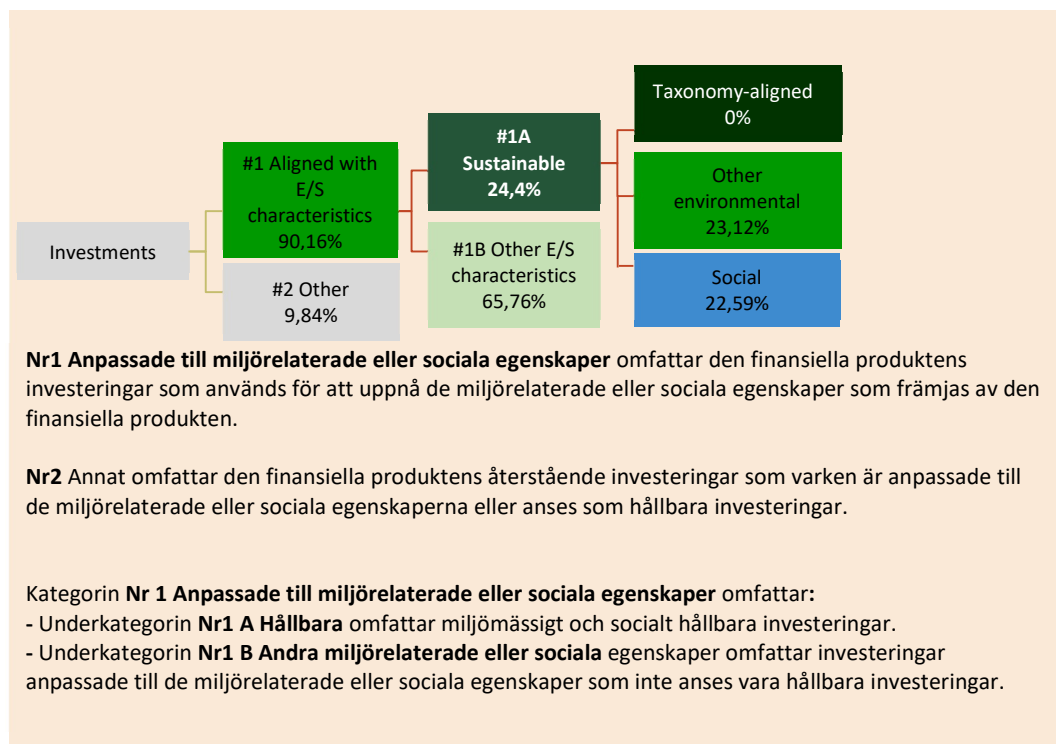 Investments
#1 Aligned with
E/S
characteristics
90,16%
#2 Other
9,84%
#1A
Sustainable
24,4%
#1B Other E/S
characteristics
65,76%
Taxonomy-aligned
0%
Other
environmental
23,12%
Social
22,59%
Nr1 Anpassade till miljörelaterade eller sociala egenskaper omfattar den finansiella produktens
investeringar som används för att uppnå de miljörelaterade eller sociala egenskaper som främjas av den
finansiella produkten.
Nr2 Annat omfattar den finansiella produktens återstående investeringar som varken är anpassade till
de miljörelaterade eller sociala egenskaperna eller anses som hållbara investeringar.
Kategorin Nr 1 Anpassade till miljörelaterade eller sociala egenskaper omfattar:
- Underkategorin Nr1 A Hållbara omfattar miljömässigt och socialt hållbara investeringar.
- Underkategorin Nr1 B Andra miljörelaterade eller sociala egenskaper omfattar investeringar
anpassade till de miljörelaterade eller sociala egenskaper som inte anses vara hållbara investeringar.